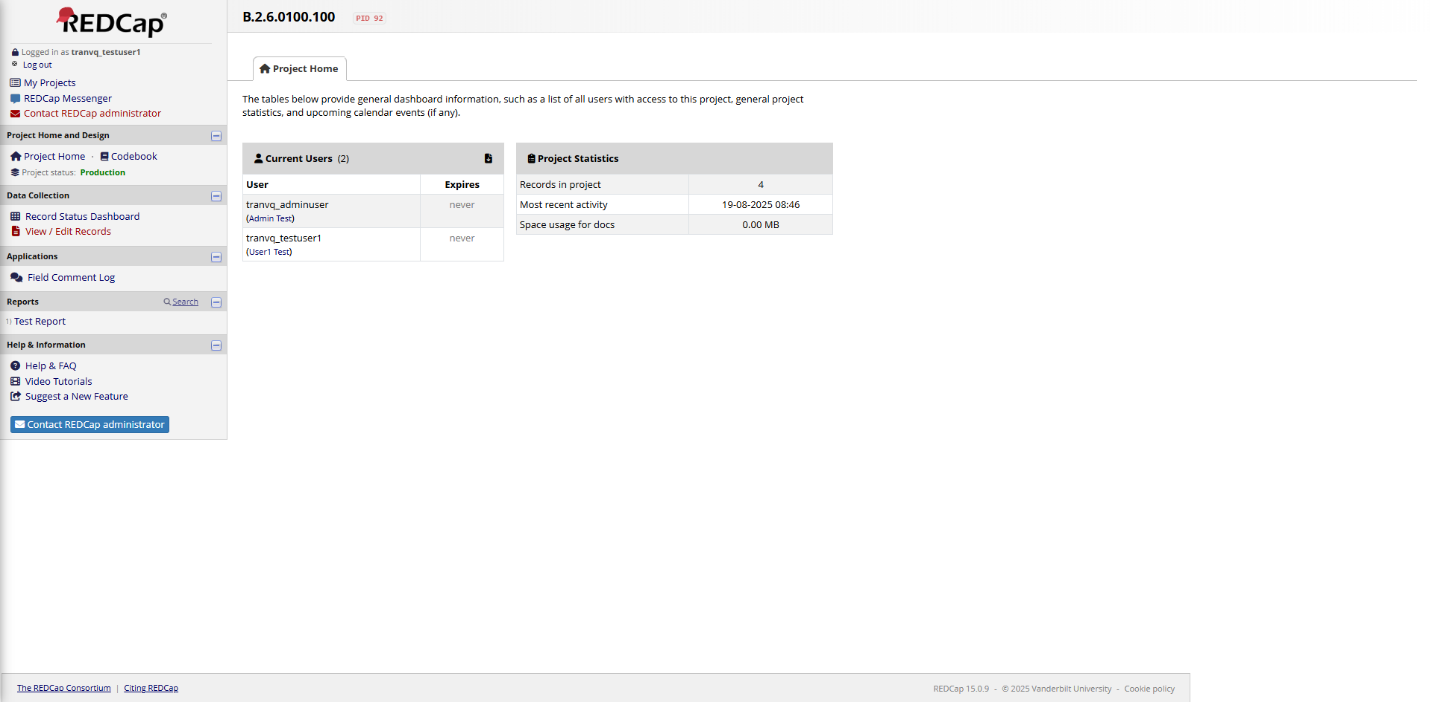 REDCap®
Logged in as tranvq_testuser1
Log out
My Projects
REDCap Messenger
Contact REDCap administrator
Project Home and Design
Project Home · Codebook
Project status: Production
Data Collection
Record Status Dashboard
View / Edit Records
Applications
Field Comment Log
Reports Search
1) Test Report
Help & Information
Help & FAQ
Video Tutorials
Suggest a New Feature
Contact REDCap administrator
B.2.6.0100.100 PID 92
Project Home
The tables below provide general dashboard information, such as a list of all users with access to this project, general project
statistics, and upcoming calendar events (if any).
Current Users (2)
User Expires
tranvq_adminuser never
(Admin Test)
tranvq_testuser1 never
(User1 Test)
Project Statistics
Records in project 4
Most recent activity 19-08-2025 08:46
Space usage for docs 0.00 MB
The REDCap Consortium | Citing REDCap
REDCap 15.0.9 - © 2025 Vanderbilt University - Cookie policy